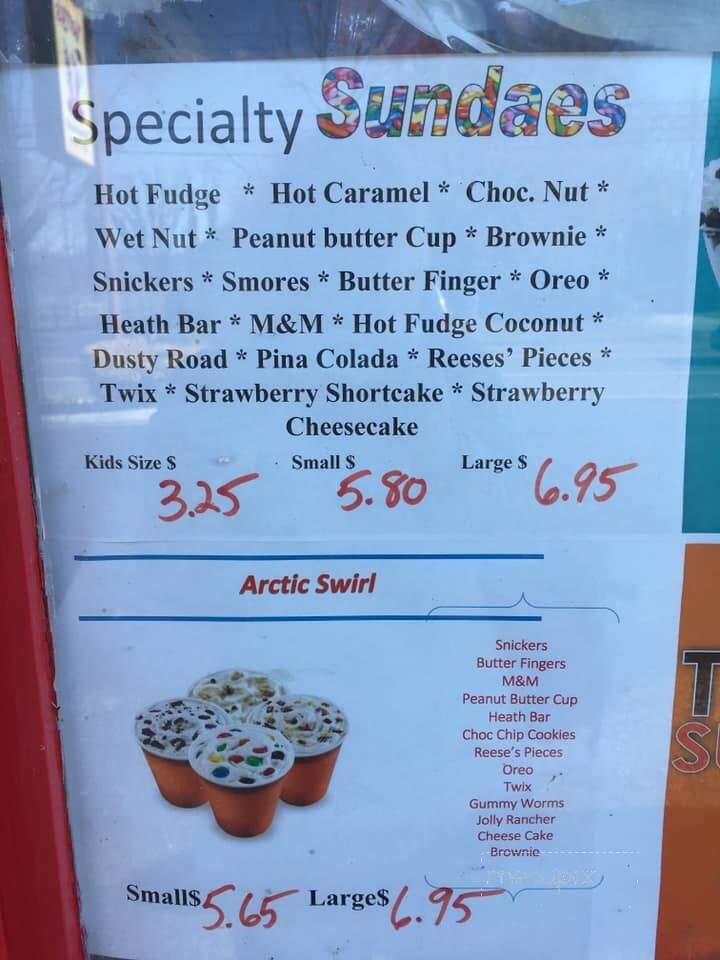 Specialty Sundaes
Hot Fudge * Hot Caramel * Choc. Nut *
Wet Nut * Peanut butter Cup * Brownie *
Snickers * Smores * Butter Finger * Oreo *
Heath Bar * M&M * Hot Fudge Coconut *
Dusty Road * Pina Colada * Reeses' Pieces *
Twix * Strawberry Shortcake * Strawberry
Cheesecake
Kids Size $ 3.25 Small $ 5.80 Large $ 6.95
Arctic Swirl
Snickers
Butter Fingers
M&M
Peanut Butter Cup
Heath Bar
Choc Chip Cookies
Reese's Pieces
Oreo
Twix
Gummy Worms
Jolly Rancher
Cheese Cake
Brownie
Small$ 5.65 Large$ 6.95